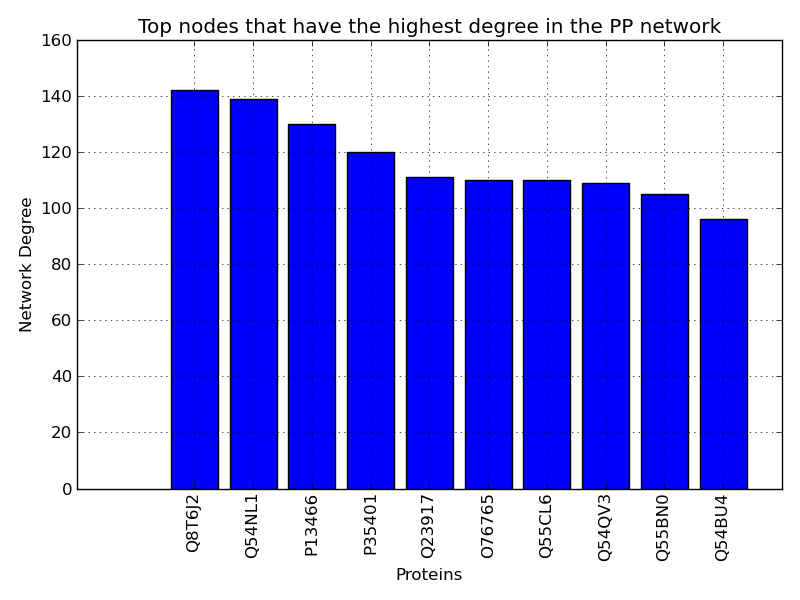 Top nodes that have the highest degree in the PP network
160
140
120
100
80
60
40
20
0
Network Degree
Q8T6J2
Q54NL1
P13466
P35401
Q23917
O76765
Q55CL6
Q54QV3
Q55BN0
Q54BU4
Proteins